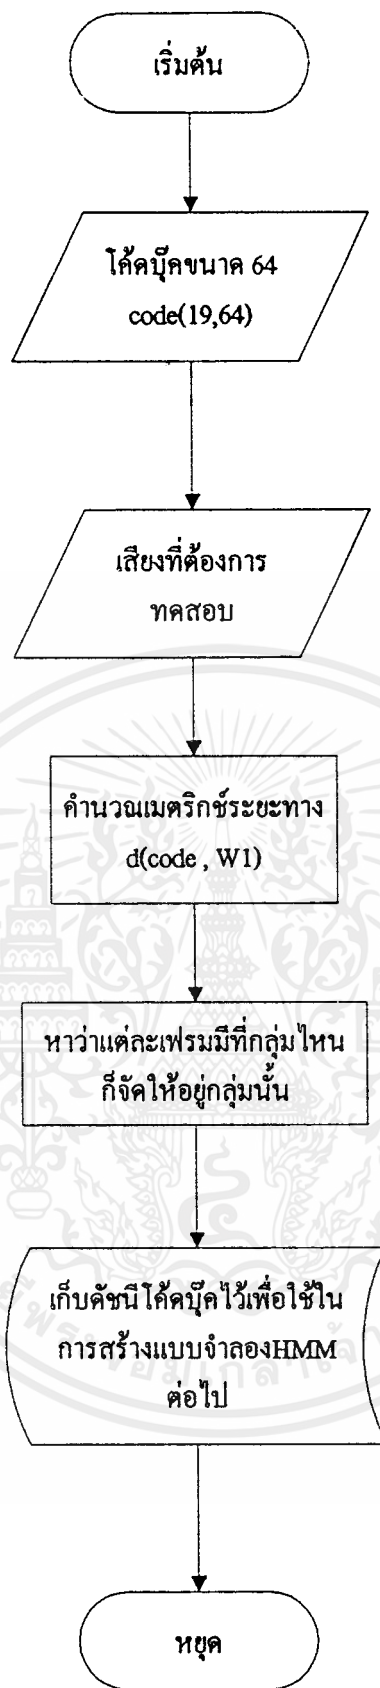 เริ่มต้น
โค้ดบุ๊คขนาด 64
code(19,64)
เสียงที่ต้องการ
ทดสอบ
คำนวณเมตริกซ์ระยะทาง
d(code , W1)
หาว่าแต่ละเฟรมมีที่กลุ่มไหน
ก็จัดให้อยู่กลุ่มนั้น
เก็บดัชนีโค้ดบุ๊คไว้เพื่อใช้ใน
การสร้างแบบจำลองHMM
ต่อไป
หยุด